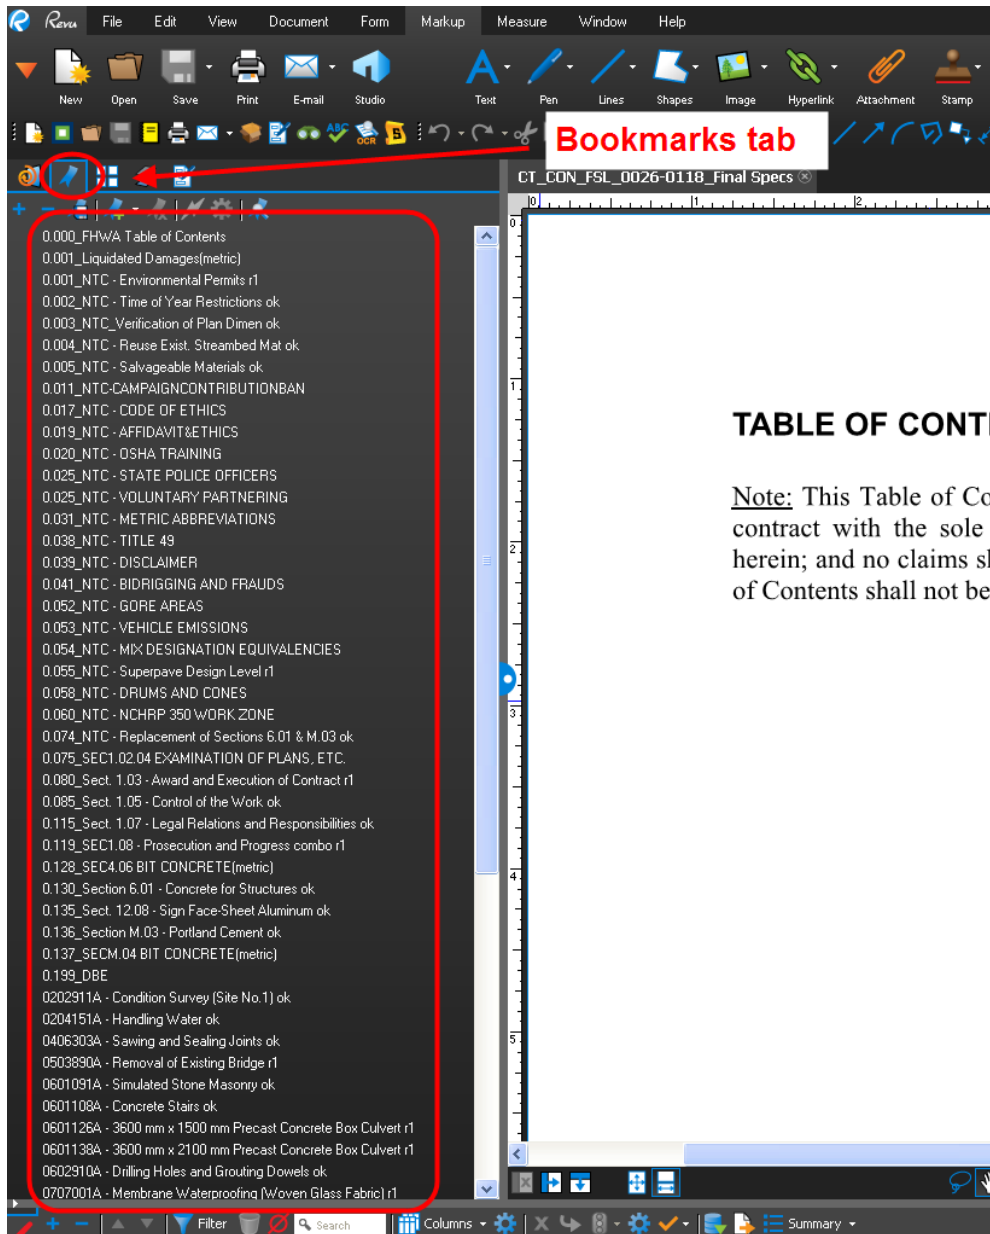 Revu File Edit View Document Form Markup Measure Window Help
New Open Save Print E-mail Studio Text Pen Lines Shapes Image Hyperlink Attachment Stamp
Bookmarks tab
CT_CON_FSL_0026-0118_Final Specs
0 1 2
0.000_FHWA Table of Contents
0.001_Liquidated Damages(metric)
0.001_NTC - Environmental Permits r1
0.002_NTC - Time of Year Restrictions ok
0.003_NTC_Verification of Plan Dimen ok
0.004_NTC - Reuse Exist. Streambed Mat ok
0.005_NTC - Salvageable Materials ok
0.011_NTC-CAMPAIGNCONTRIBUTIONBAN
0.017_NTC - CODE OF ETHICS
0.019_NTC - AFFIDAVIT&ETHICS
0.020_NTC - OSHA TRAINING
0.025_NTC - STATE POLICE OFFICERS
0.025_NTC - VOLUNTARY PARTNERING
0.031_NTC - METRIC ABBREVIATIONS
0.038_NTC - TITLE 49
0.039_NTC - DISCLAIMER
0.041_NTC - BIDRIGGING AND FRAUDS
0.052_NTC - GORE AREAS
0.053_NTC - VEHICLE EMISSIONS
0.054_NTC - MIX DESIGNATION EQUIVALENCIES
0.055_NTC - Superpave Design Level r1
0.058_NTC - DRUMS AND CONES
0.060_NTC - NCHRP 350 WORK ZONE
0.074_NTC - Replacement of Sections 6.01 & M.03 ok
0.075_SEC1.02.04 EXAMINATION OF PLANS, ETC.
0.080_Sect. 1.03 - Award and Execution of Contract r1
0.085_Sect. 1.05 - Control of the Work ok
0.115_Sect. 1.07 - Legal Relations and Responsibilities ok
0.119_SEC1.08 - Prosecution and Progress combo r1
0.128_SEC4.06 BIT CONCRETE(metric)
0.130_Section 6.01 - Concrete for Structures ok
0.135_Sect. 12.08 - Sign Face-Sheet Aluminum ok
0.136_Section M.03 - Portland Cement ok
0.137_SECM.04 BIT CONCRETE(metric)
0.199_DBE
0202911A - Condition Survey (Site No.1) ok
0204151A - Handling Water ok
0406303A - Sawing and Sealing Joints ok
0503890A - Removal of Existing Bridge r1
0601091A - Simulated Stone Masonry ok
0601108A - Concrete Stairs ok
0601126A - 3600 mm x 1500 mm Precast Concrete Box Culvert r1
0601138A - 3600 mm x 2100 mm Precast Concrete Box Culvert r1
0602910A - Drilling Holes and Grouting Dowels ok
0707001A - Membrane Waterproofing (Woven Glass Fabric) r1
0
1
2
3
4
5
TABLE OF CONT
Note: This Table of Co
contract with the sole
herein; and no claims s
of Contents shall not be
Filter Search Columns Summary